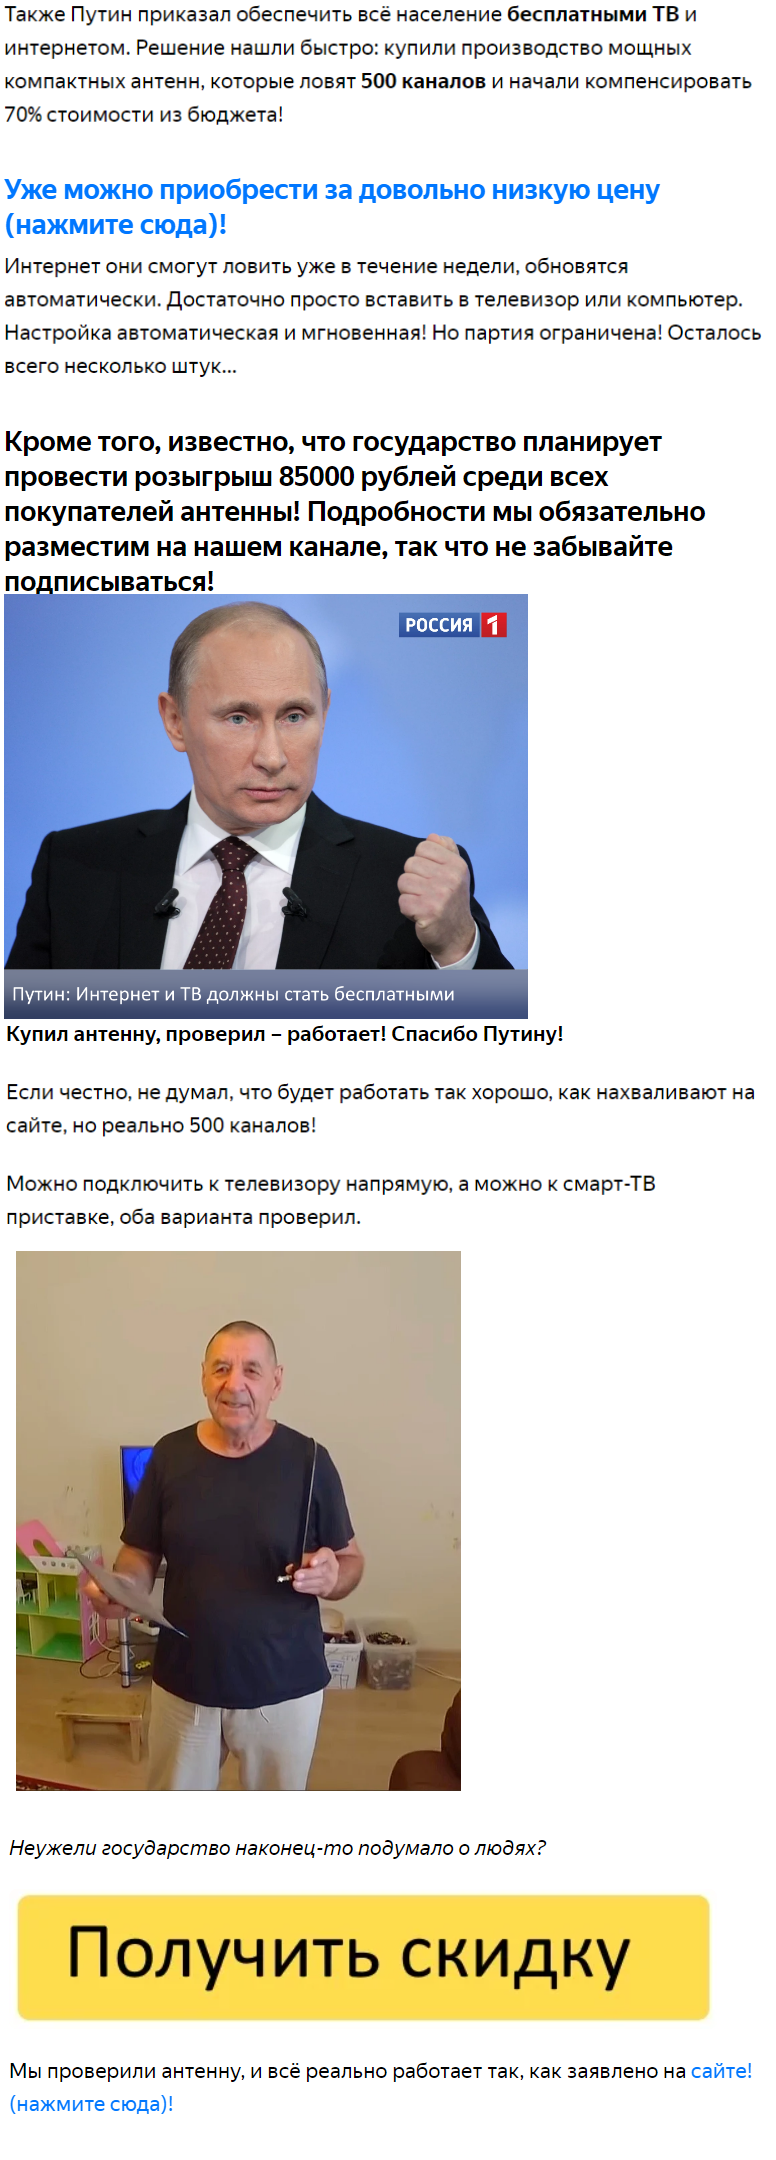 Также Путин приказал обеспечить всё население бесплатными ТВ и
интернетом. Решение нашли быстро: купили производство мощных
компактных антенн, которые ловят 500 каналов и начали компенсировать
70% стоимости из бюджета!
Уже можно приобрести за довольно низкую цену
(нажмите сюда)!
Интернет они смогут ловить уже в течение недели, обновятся
автоматически. Достаточно просто вставить в телевизор или компьютер.
Настройка автоматическая и мгновенная! Но партия ограничена! Осталось
всего несколько штук...
Кроме того, известно, что государство планирует
провести розыгрыш 85000 рублей среди всех
покупателей антенны! Подробности мы обязательно
разместим на нашем канале, так что не забывайте
подписываться!
РОССИЯ 1
Путин: Интернет и ТВ должны стать бесплатными
Купил антенну, проверил – работает! Спасибо Путину!
Если честно, не думал, что будет работать так хорошо, как нахваливают на
сайте, но реально 500 каналов!
Можно подключить к телевизору напрямую, а можно к смарт-ТВ
приставке, оба варианта проверил.
Неужели государство наконец-то подумало о людях?
Получить скидку
Мы проверили антенну, и всё реально работает так, как заявлено на сайте!
(нажмите сюда)!